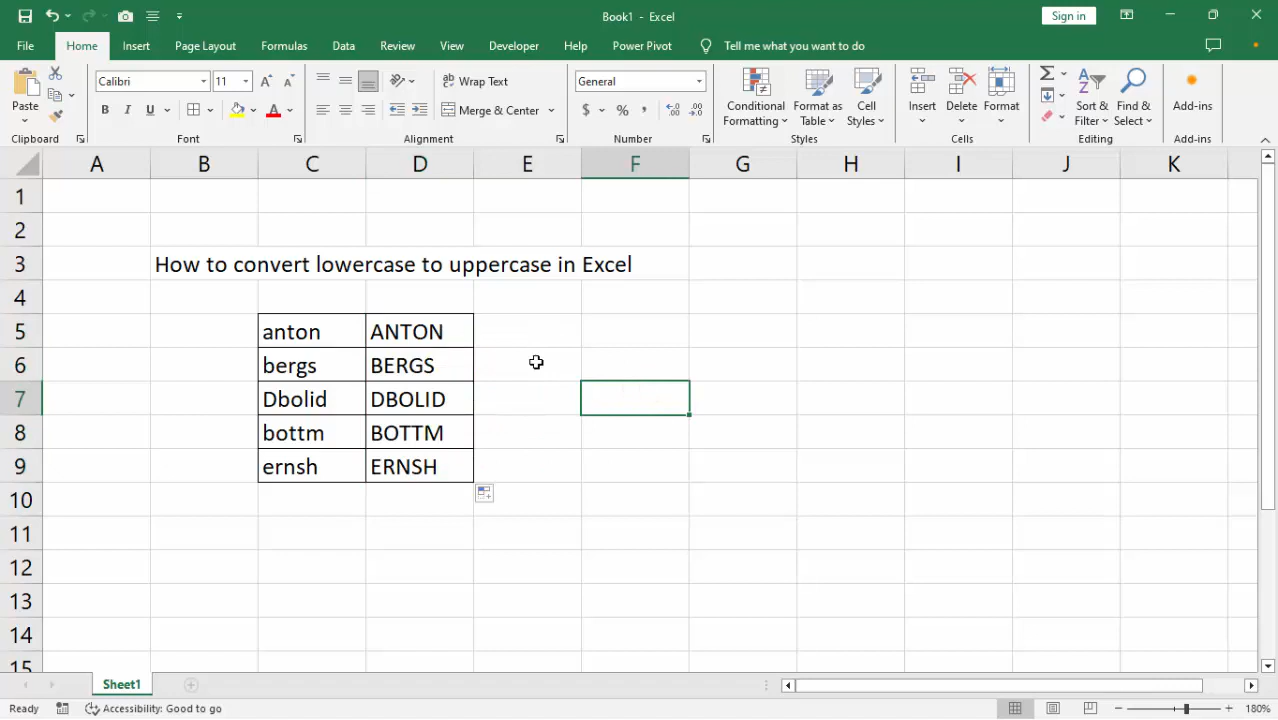 Book1 - Excel
Sign in
File Home Insert Page Layout Formulas Data Review View Developer Help Power Pivot Tell me what you want to do
Paste
Clipboard
Calibri 11
B I U
Font
Wrap Text
Merge & Center
Alignment
General
$ % ,
Number
Conditional Formatting
Format as Table
Cell Styles
Styles
Insert
Delete
Format
Cells
Sort & Filter
Find & Select
Editing
Add-ins
Add-ins
A B C D E F G H I J K
1
2
3 How to convert lowercase to uppercase in Excel
4
5 anton ANTON
6 bergs BERGS
7 Dbolid DBOLID
8 bottm BOTTM
9 ernsh ERNSH
10
11
12
13
14
15
Sheet1
Ready Accessibility: Good to go 180%